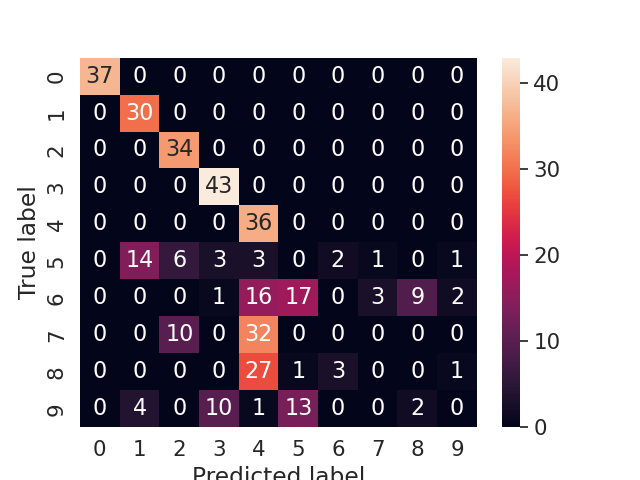 0 37 0 0 0 0 0 0 0 0 0
1 0 30 0 0 0 0 0 0 0 0
2 0 0 34 0 0 0 0 0 0 0
3 0 0 0 43 0 0 0 0 0 0
4 0 0 0 0 36 0 0 0 0 0
5 0 14 6 3 3 0 2 1 0 1
6 0 0 0 1 16 17 0 3 9 2
7 0 0 10 0 32 0 0 0 0 0
8 0 0 0 0 27 1 3 0 0 1
9 0 4 0 10 1 13 0 0 2 0
0 1 2 3 4 5 6 7 8 9
True label
Predicted label
40
30
20
10
0